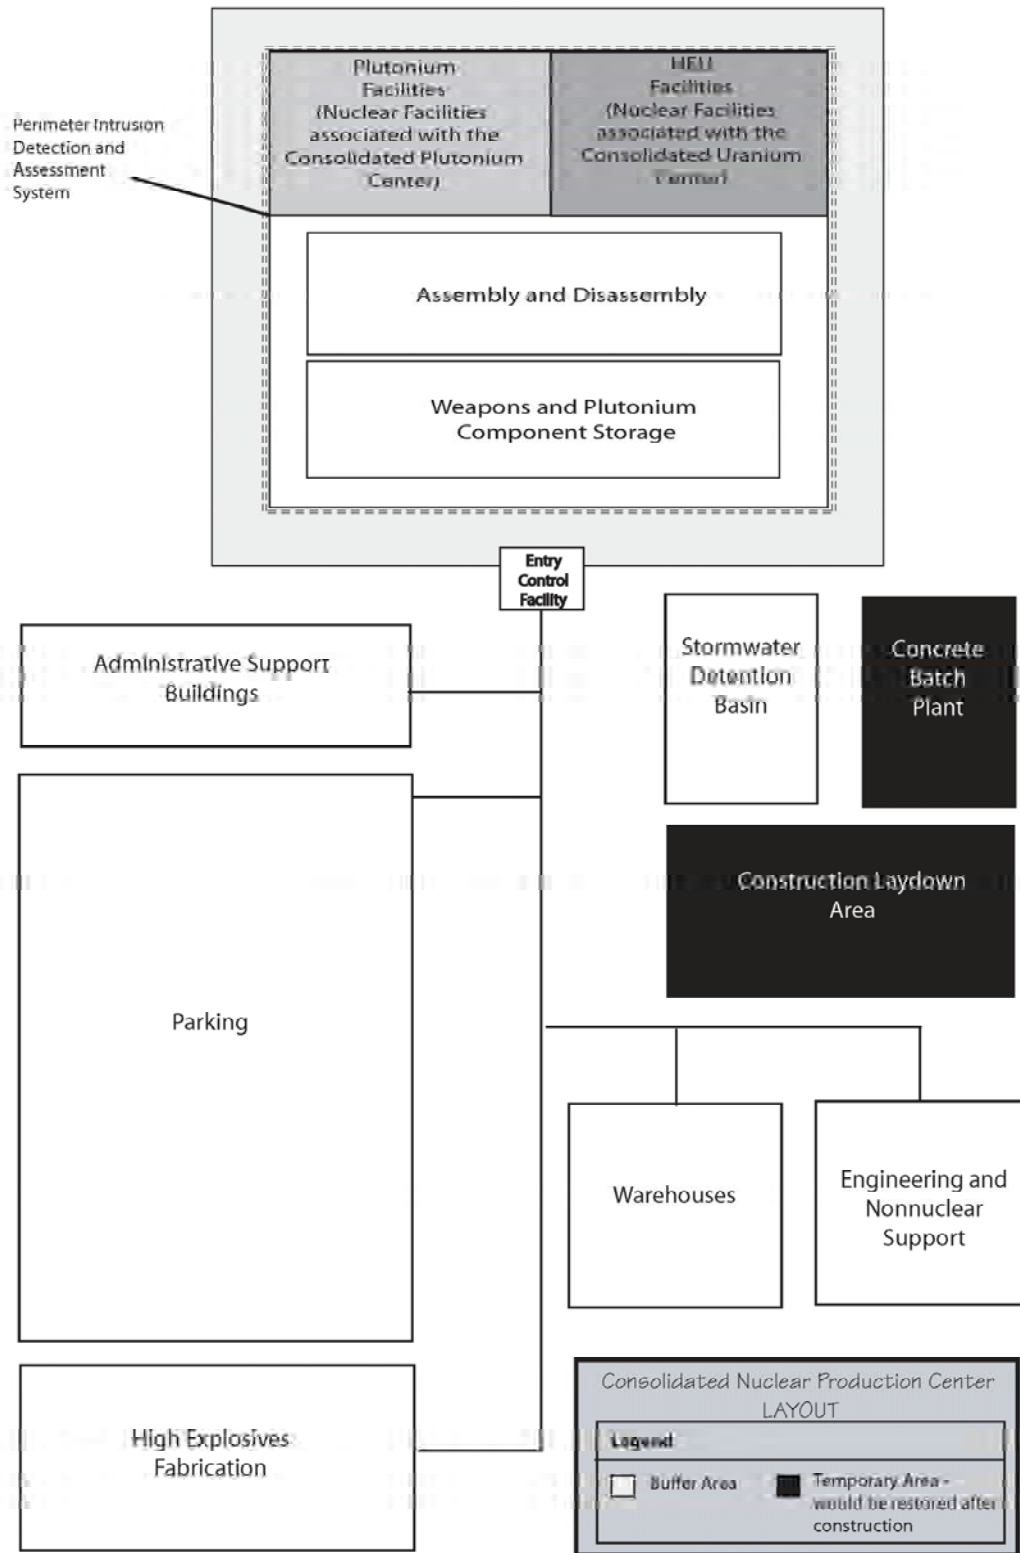 Plutonium
Facilities
(Nuclear Facilities
associated with the
Consolidated Plutonium
Center)
HEU
Facilities
(Nuclear Facilities
associated with the
Consolidated Uranium
Center)
Perimeter Intrusion
Detection and
Assessment
System
Assembly and Disassembly
Weapons and Plutonium
Component Storage
Entry
Control
Facility
Administrative Support
Buildings
Stormwater
Detention
Basin
Concrete
Batch
Plant
Construction Laydown
Area
Parking
Warehouses
Engineering and
Nonnuclear
Support
High Explosives
Fabrication
Consolidated Nuclear Production Center
LAYOUT
Legend
Buffer Area
Temporary Area -
would be restored after
construction